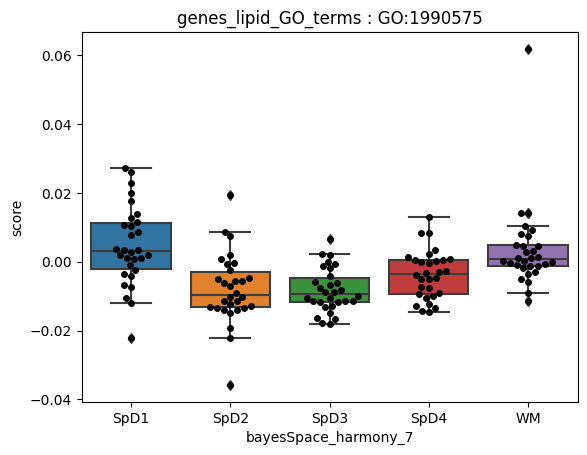 genes_lipid_GO_terms : GO:1990575
score
0.06
0.04
0.02
0.00
−0.02
−0.04
SpD1 SpD2 SpD3 SpD4 WM
bayesSpace_harmony_7